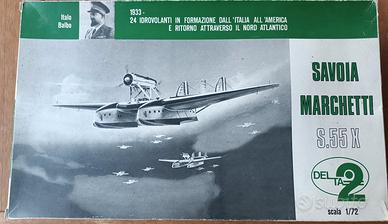 Italo
Balbo
1933 -
24 IDROVOLANTI IN FORMAZIONE DALL'ITALIA ALL'AMERICA
E RITORNO ATTRAVERSO IL NORD ATLANTICO
SAVOIA
MARCHETTI
S.55 X
DELTA 2
scala 1/72
subito